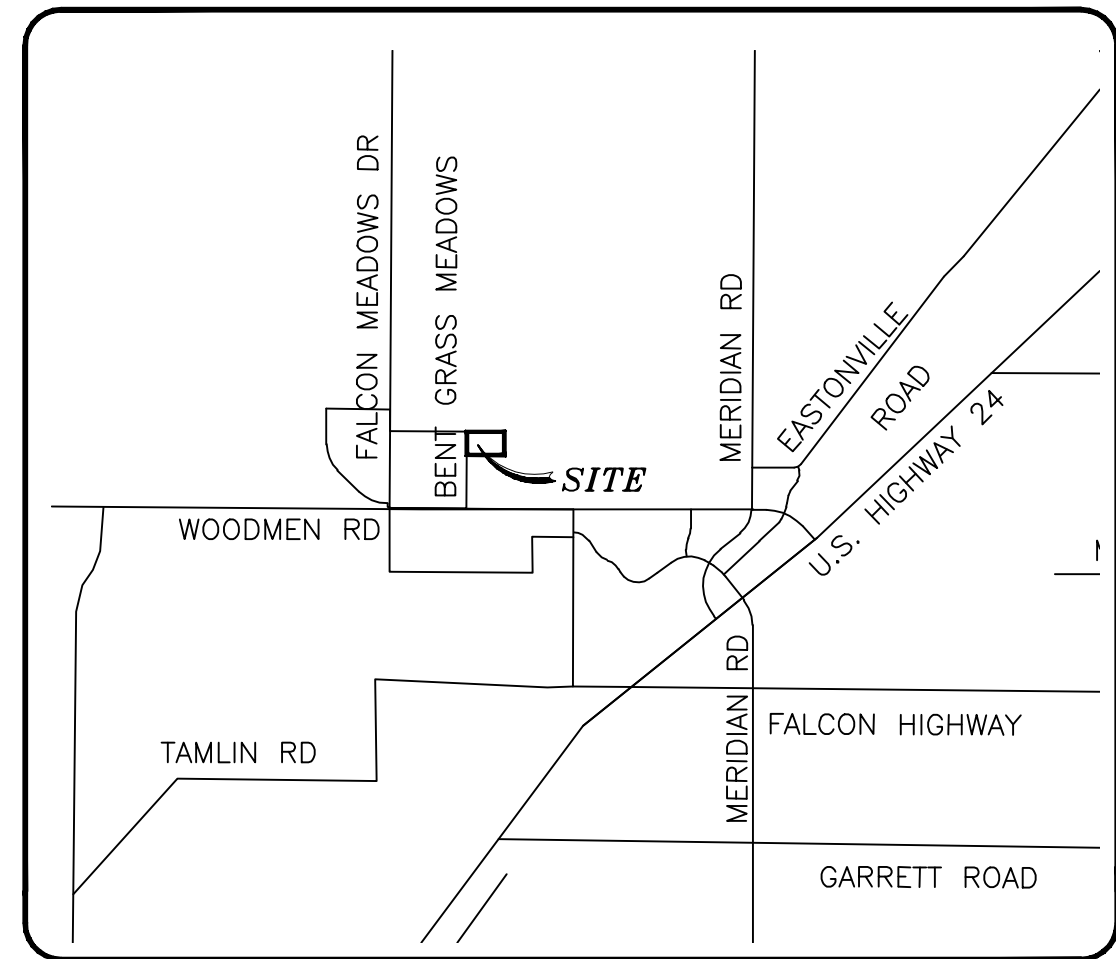 FALCON MEADOWS DR
BENT GRASS MEADOWS
MERIDIAN RD
EASTONVILLE
ROAD
U.S. HIGHWAY 24
SITE
WOODMEN RD
MERIDIAN RD
FALCON HIGHWAY
TAMLIN RD
GARRETT ROAD